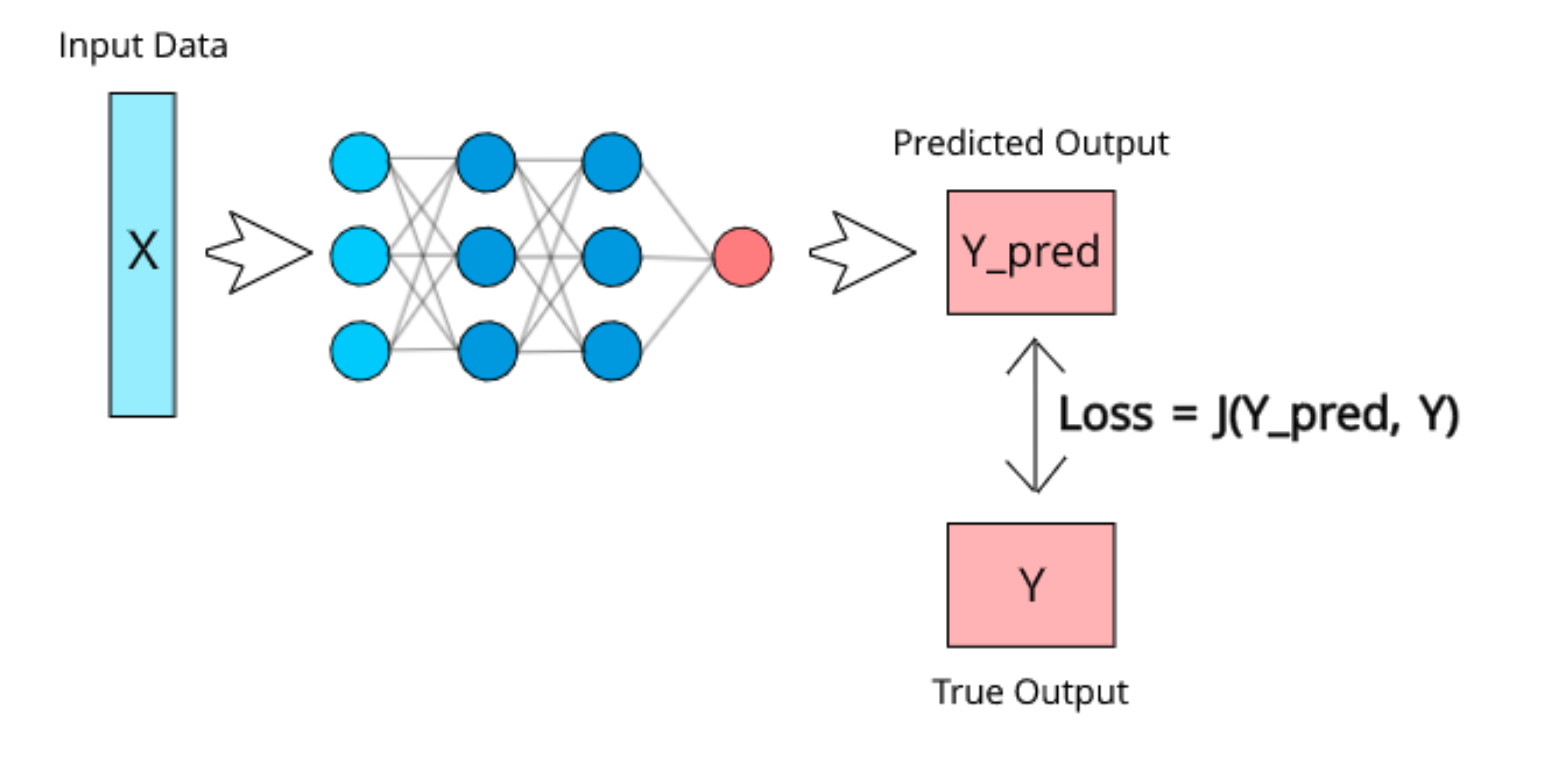 Input Data
X
Predicted Output
Y_pred
Loss = J(Y_pred, Y)
Y
True Output